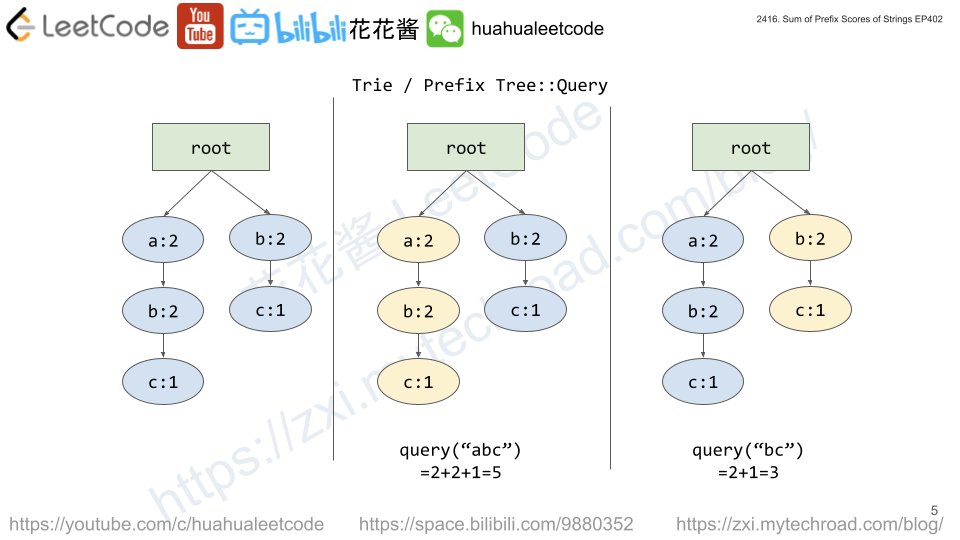 LeetCode
You
Tube
bilibili
花花酱
huahualeetcode
2416. Sum of Prefix Scores of Strings EP402
Trie / Prefix Tree::Query
root
a:2
b:2
b:2
c:1
c:1
root
a:2
b:2
b:2
c:1
c:1
query(“abc”)
=2+2+1=5
root
a:2
b:2
b:2
c:1
c:1
query(“bc”)
=2+1=3
花花酱 LeetCode
https://zxi.mytechroad.com/blog/
5
https://youtube.com/c/huahualeetcode
https://space.bilibili.com/9880352
https://zxi.mytechroad.com/blog/